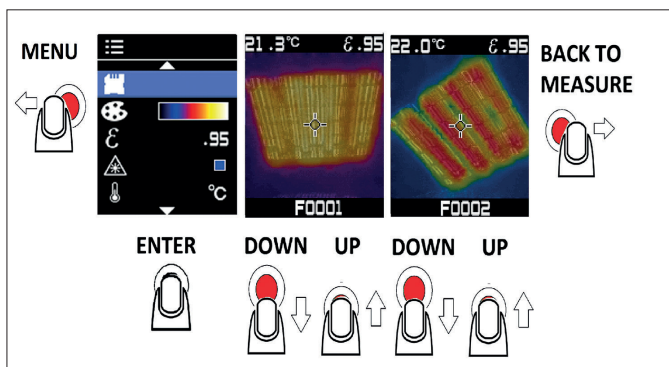 MENU
ε .95
°C
21.3°C ε.95
F0001
22.0°C ε.95
F0002
BACK TO
MEASURE
ENTER
DOWN UP DOWN UP